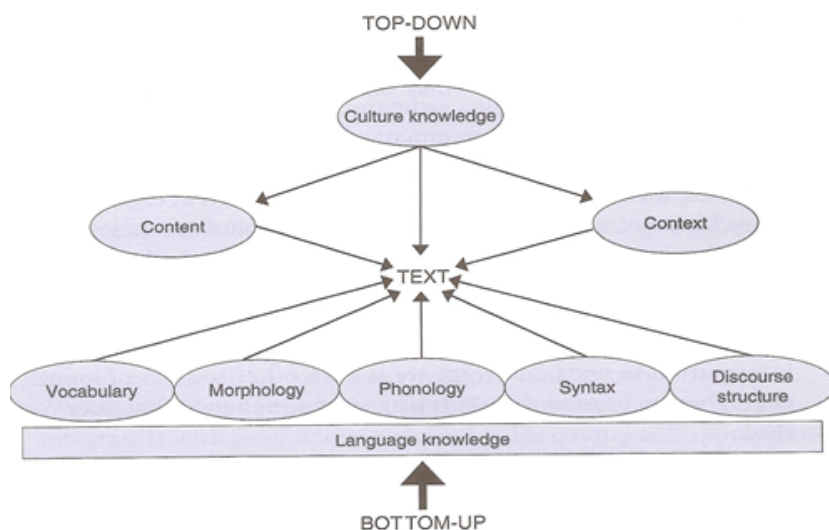 TOP-DOWN
Culture knowledge
Content
Context
TEXT
Vocabulary
Morphology
Phonology
Syntax
Discourse
structure
Language knowledge
BOTTOM-UP